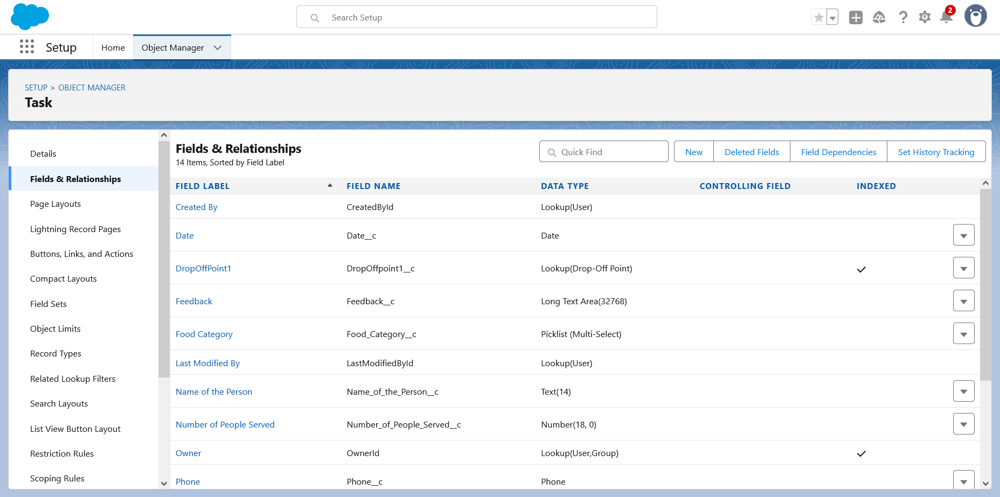 Search Setup
2
Setup
Home
Object Manager
SETUP > OBJECT MANAGER
Task
Details
Fields & Relationships
Page Layouts
Lightning Record Pages
Buttons, Links, and Actions
Compact Layouts
Field Sets
Object Limits
Record Types
Related Lookup Filters
Search Layouts
List View Button Layout
Restriction Rules
Scoping Rules
Fields & Relationships
14 Items, Sorted by Field Label
Quick Find
New
Deleted Fields
Field Dependencies
Set History Tracking
FIELD LABEL FIELD NAME DATA TYPE CONTROLLING FIELD INDEXED
Created By CreatedById Lookup(User)
Date Date__c Date
DropOffPoint1 DropOffpoint1__c Lookup(Drop-Off Point)
Feedback Feedback__c Long Text Area(32768)
Food Category Food_Category__c Picklist (Multi-Select)
Last Modified By LastModifiedById Lookup(User)
Name of the Person Name_of_the_Person__c Text(14)
Number of People Served Number_of_People_Served__c Number(18, 0)
Owner OwnerId Lookup(User,Group)
Phone Phone__c Phone